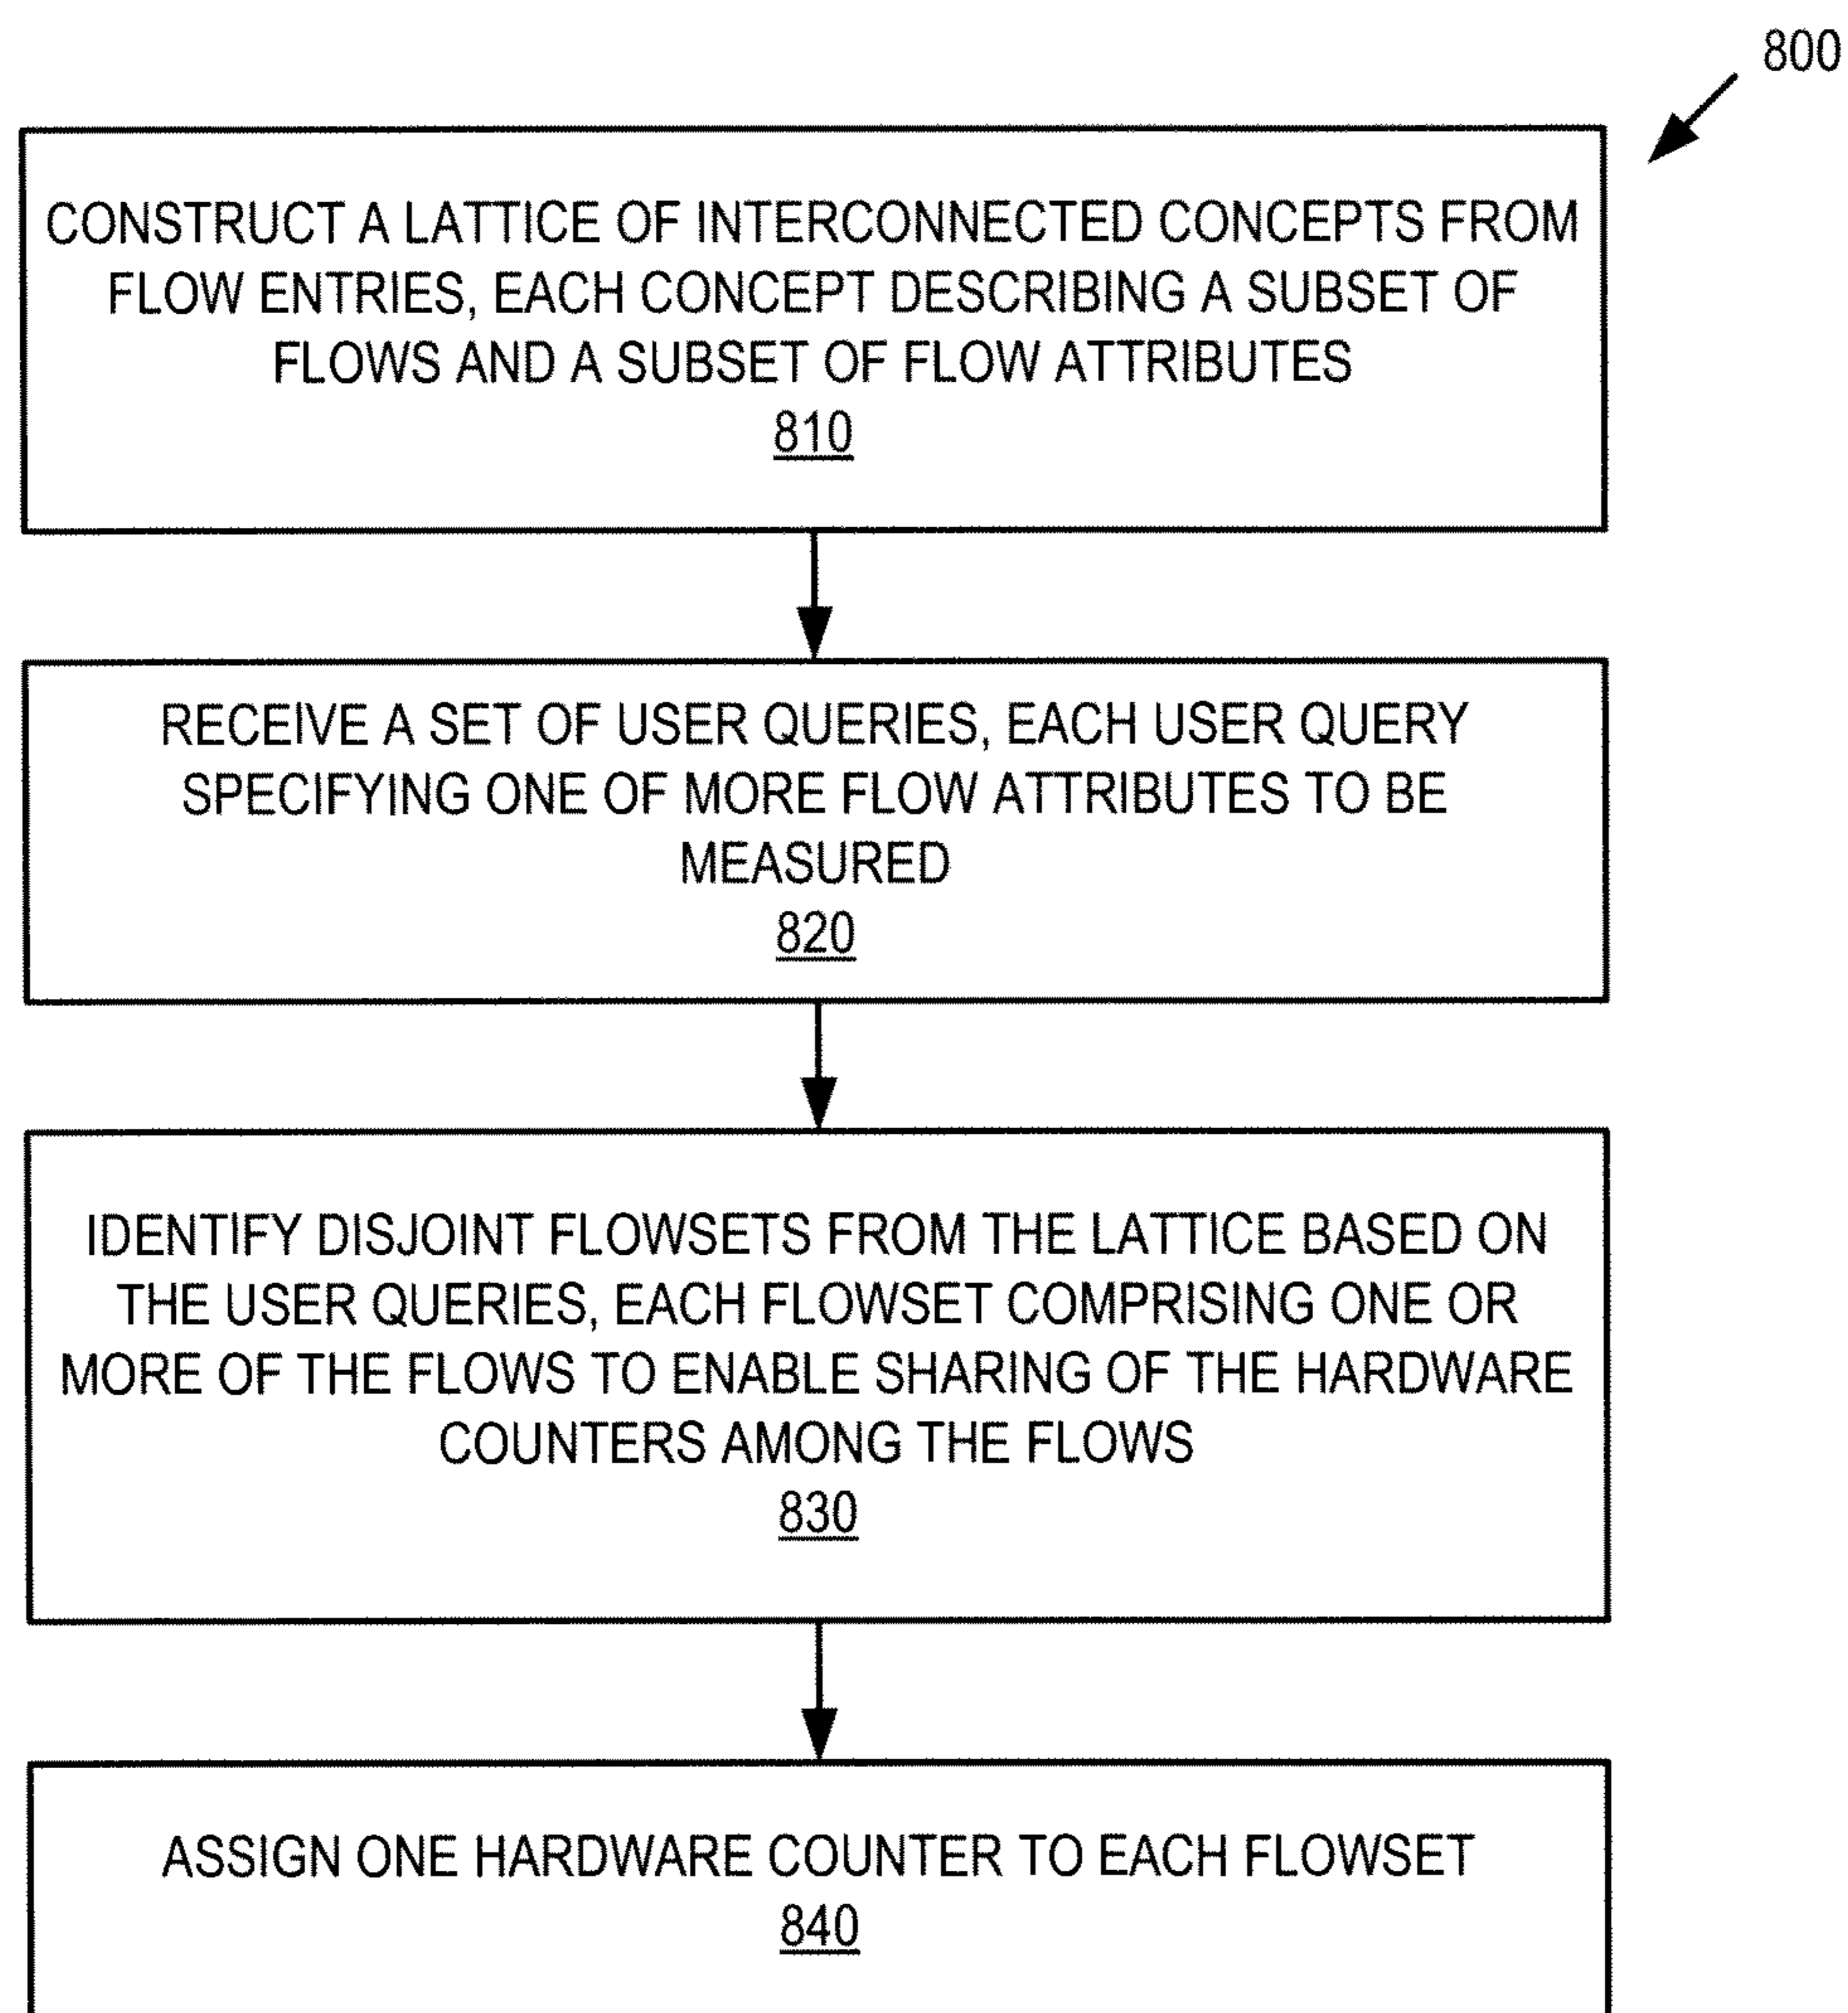 800
CONSTRUCT A LATTICE OF INTERCONNECTED CONCEPTS FROM
FLOW ENTRIES, EACH CONCEPT DESCRIBING A SUBSET OF
FLOWS AND A SUBSET OF FLOW ATTRIBUTES
810
RECEIVE A SET OF USER QUERIES, EACH USER QUERY
SPECIFYING ONE OF MORE FLOW ATTRIBUTES TO BE
MEASURED
820
IDENTIFY DISJOINT FLOWSETS FROM THE LATTICE BASED ON
THE USER QUERIES, EACH FLOWSET COMPRISING ONE OR
MORE OF THE FLOWS TO ENABLE SHARING OF THE HARDWARE
COUNTERS AMONG THE FLOWS
830
ASSIGN ONE HARDWARE COUNTER TO EACH FLOWSET
840